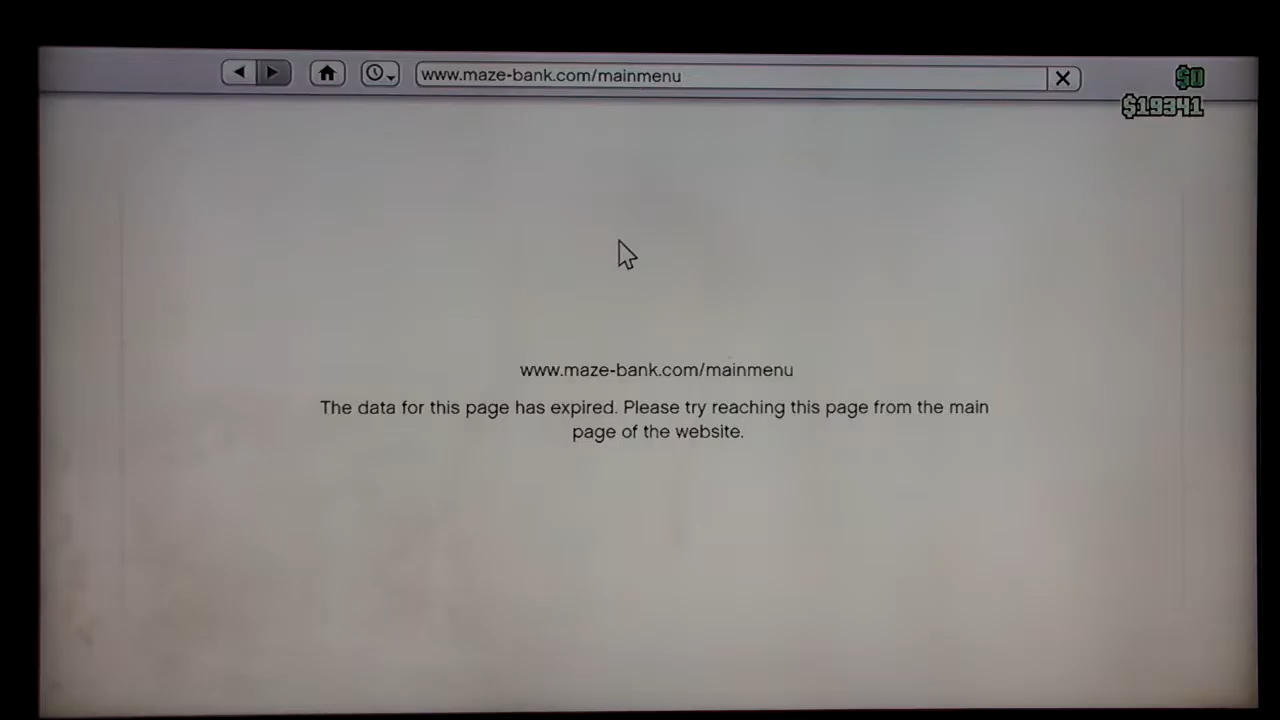 www.maze-bank.com/mainmenu
$0
$19341
www.maze-bank.com/mainmenu
The data for this page has expired. Please try reaching this page from the main
page of the website.